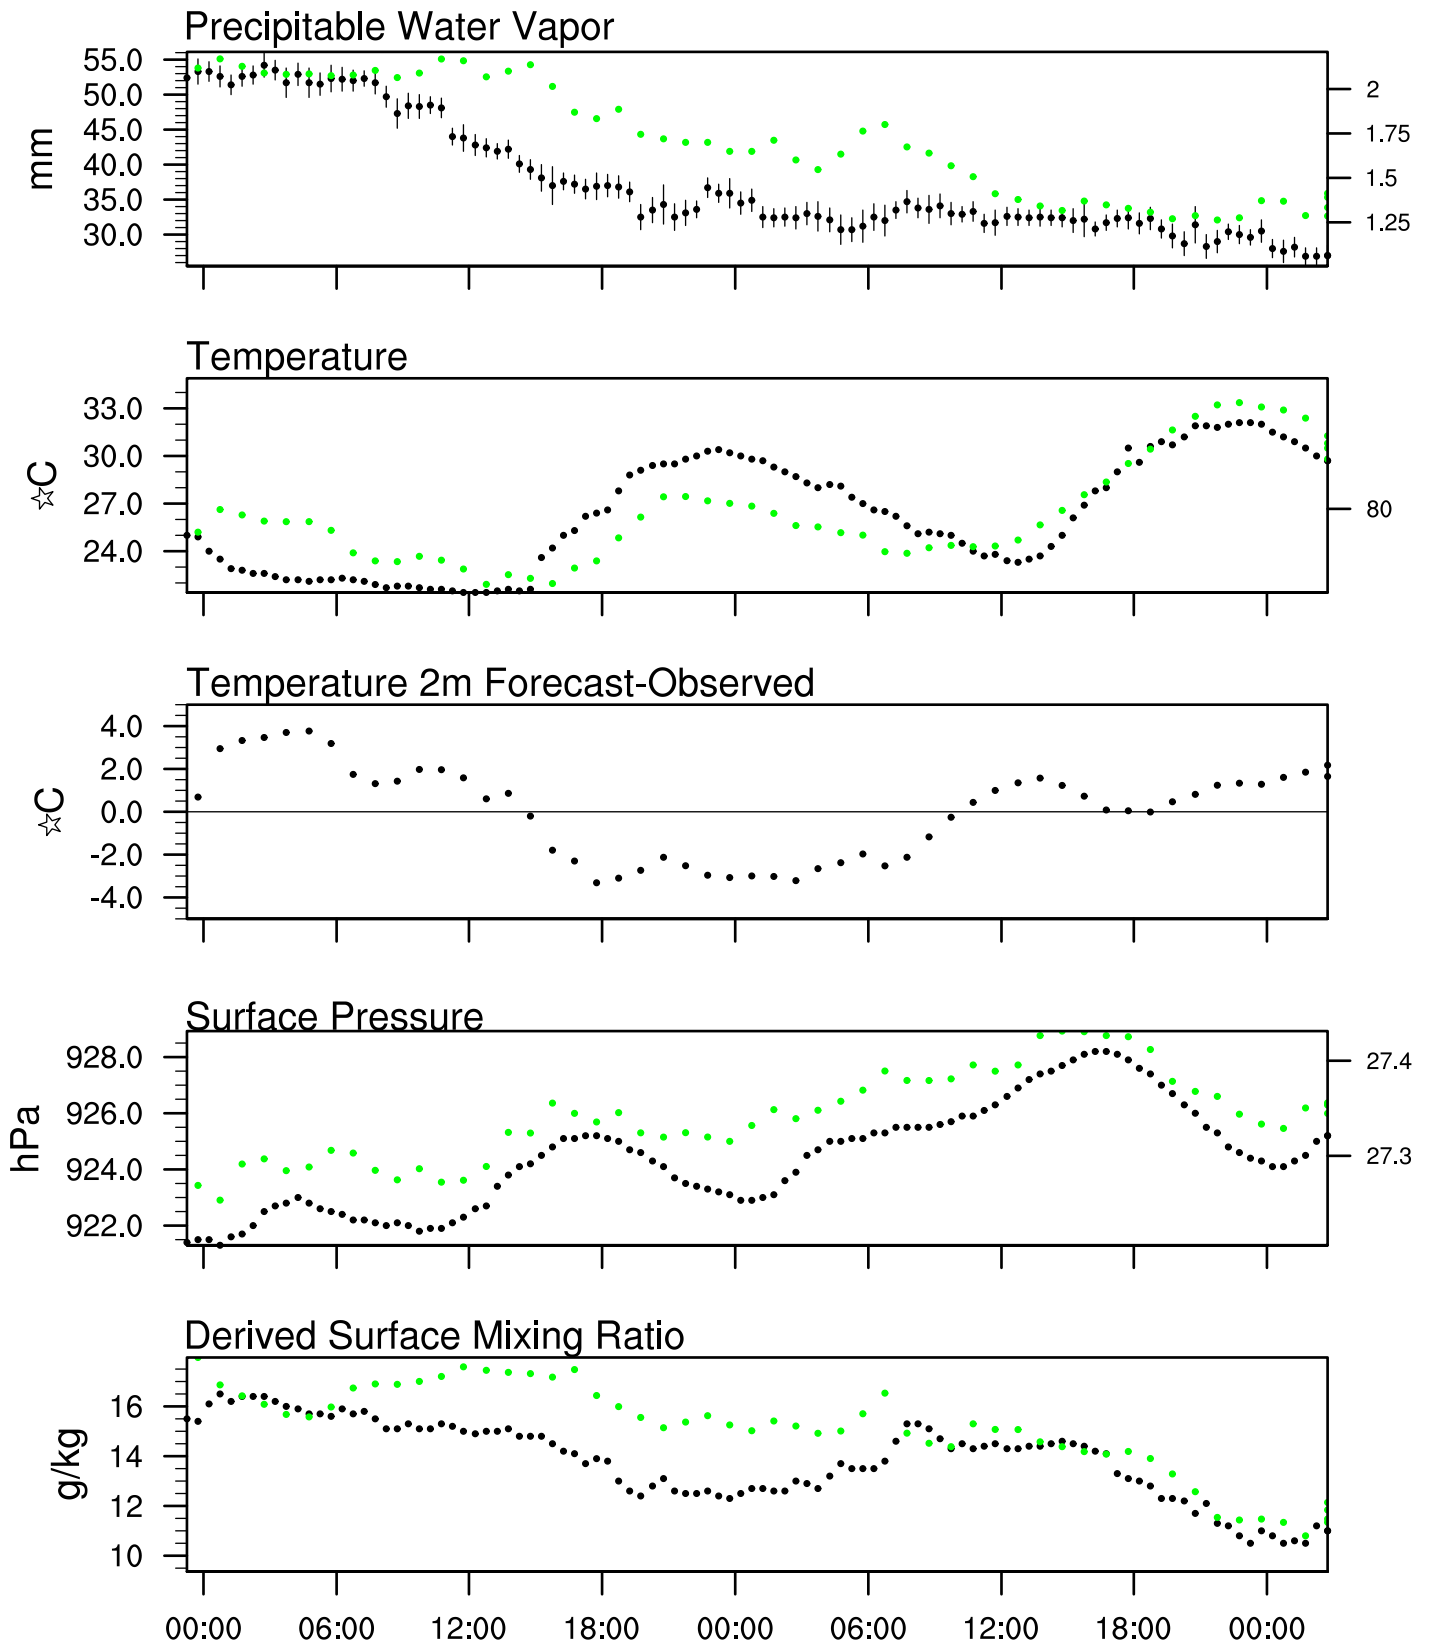 Precipitable Water Vapor
55.0
50.0
45.0
40.0
35.0
30.0
mm
2
1.75
1.5
1.25
Temperature
33.0
30.0
27.0
24.0
☆C
80
Temperature 2m Forecast-Observed
4.0
2.0
0.0
-2.0
-4.0
☆C
Surface Pressure
928.0
926.0
924.0
922.0
hPa
27.4
27.3
Derived Surface Mixing Ratio
16
14
12
10
g/kg
00:00 06:00 12:00 18:00 00:00 06:00 12:00 18:00 00:00